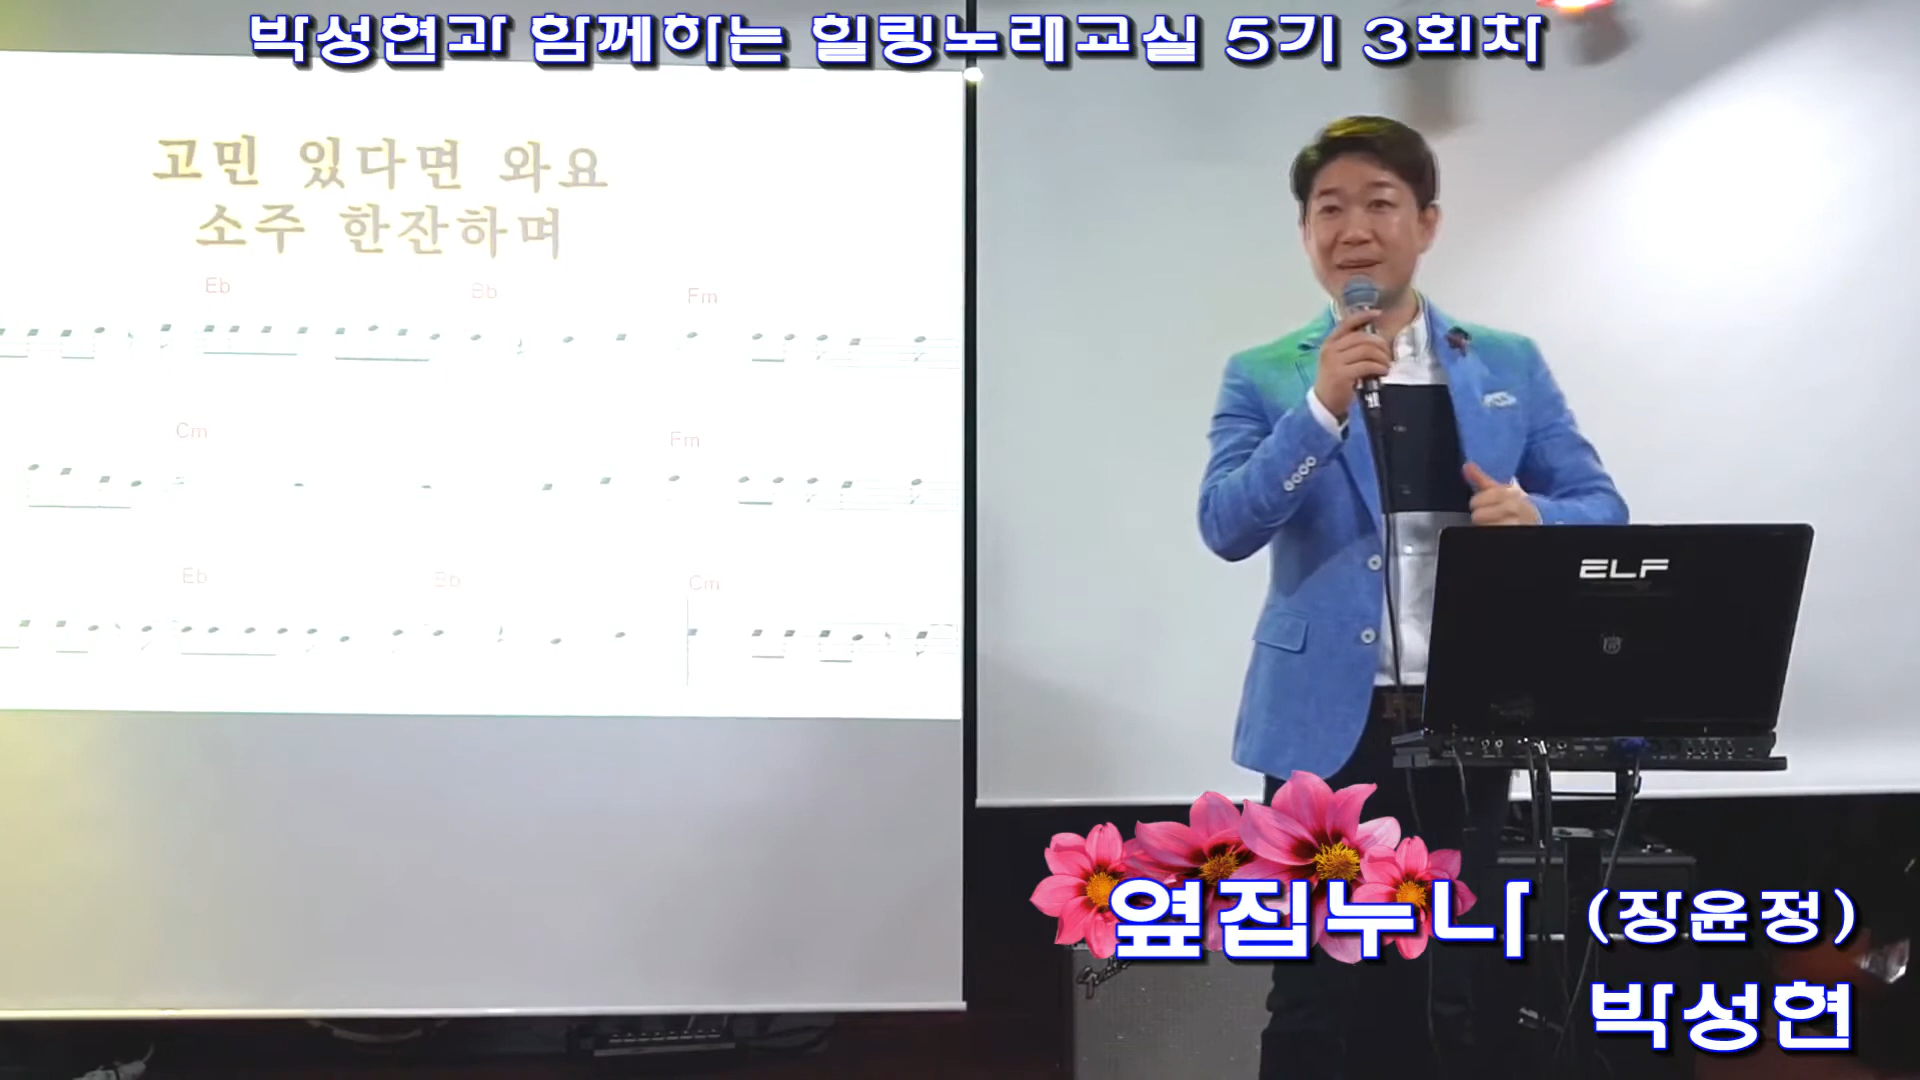 박성현과 함께하는 힐링노래교실 5기 3회차
고민 있다면 와요
소주 한잔하며
Eb Bb Fm
Cm Fm
Eb Eb Cm
ELF
옆집누나 (장윤정)
박성현